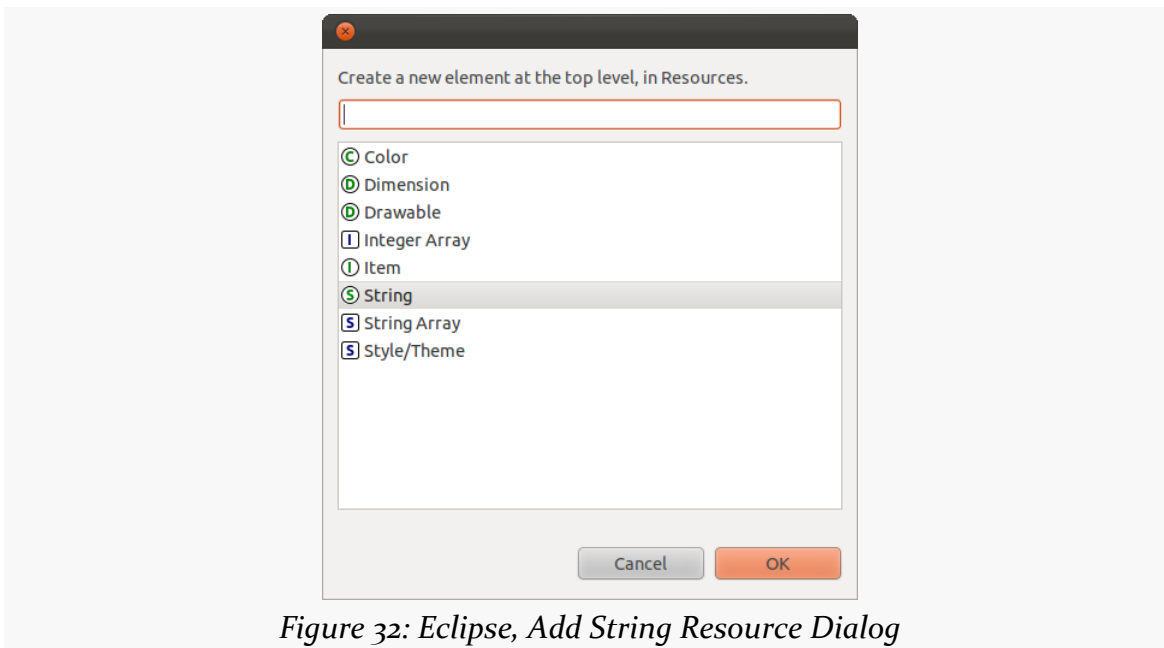 Create a new element at the top level, in Resources.
C Color
D Dimension
D Drawable
I Integer Array
I Item
S String
S String Array
S Style/Theme
Cancel OK
Figure 32: Eclipse, Add String Resource Dialog